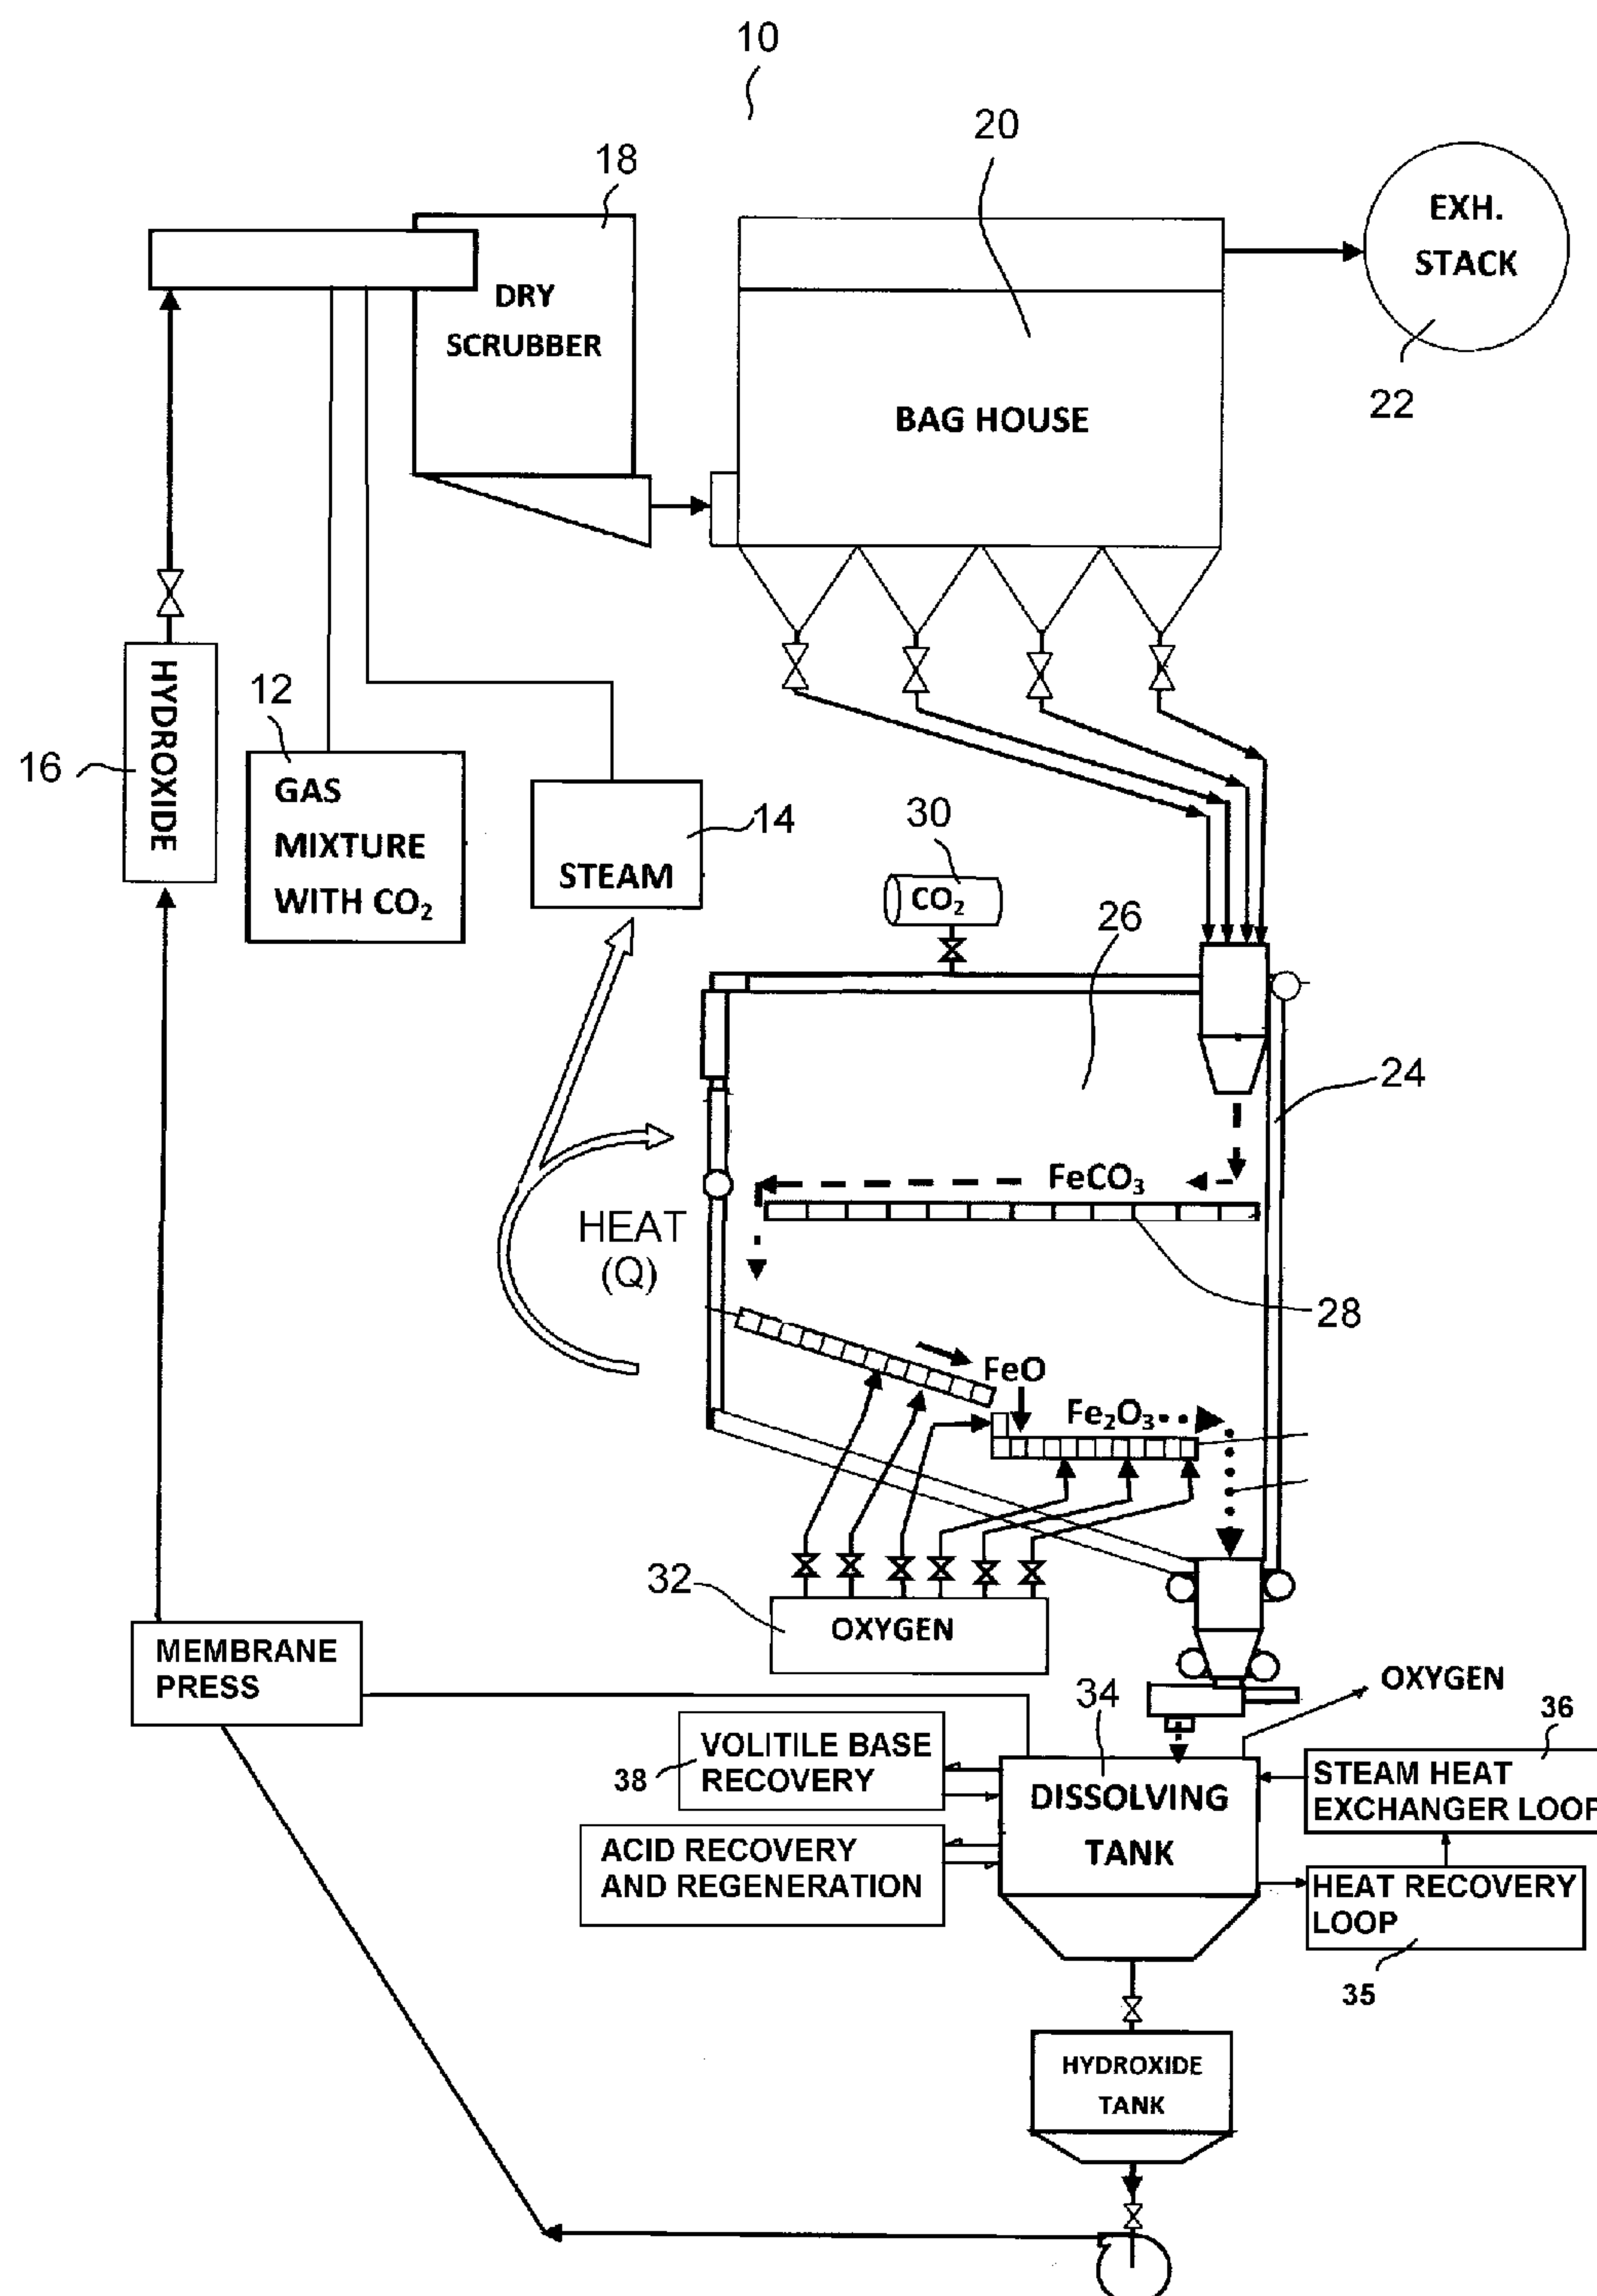 10
20
18
EXH.
STACK
DRY
SCRUBBER
BAG HOUSE
22
HYDROXIDE
16
12
GAS
MIXTURE
WITH CO₂
14
STEAM
30
CO₂
26
24
FeCO₃
HEAT
(Q)
28
FeO
Fe₂O₃
32
OXYGEN
MEMBRANE
PRESS
OXYGEN
34
36
VOLITILE BASE
RECOVERY
38
DISSOLVING
TANK
STEAM HEAT
EXCHANGER LOOP
ACID RECOVERY
AND REGENERATION
HEAT RECOVERY
LOOP
35
HYDROXIDE
TANK